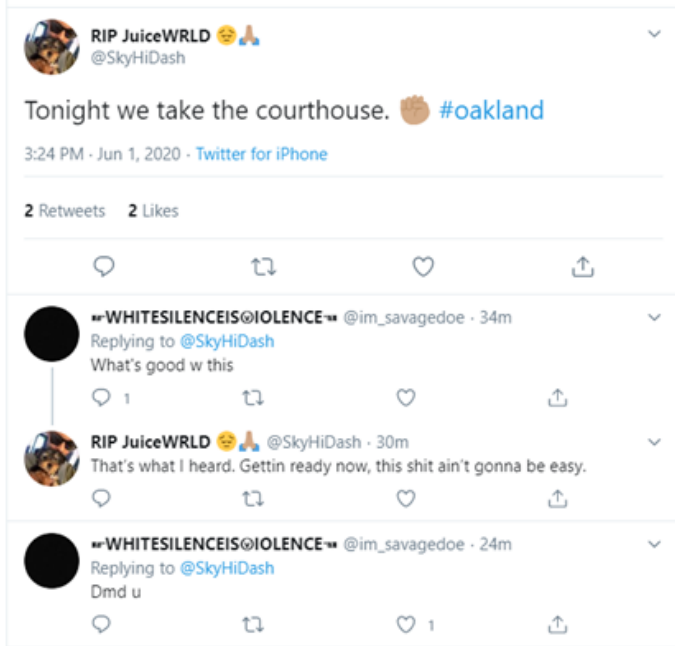 RIP JuiceWRLD 😔🙏🏽
@SkyHiDash
Tonight we take the courthouse. ✊🏽 #oakland
3:24 PM · Jun 1, 2020 · Twitter for iPhone
2 Retweets 2 Likes
WHITESILENCEIS☮IOLENCE @im_savagedoe · 34m
Replying to @SkyHiDash
What's good w this
1
RIP JuiceWRLD 😔🙏🏽 @SkyHiDash · 30m
That's what I heard. Gettin ready now, this shit ain't gonna be easy.
WHITESILENCEIS☮IOLENCE @im_savagedoe · 24m
Replying to @SkyHiDash
Dmd u
1